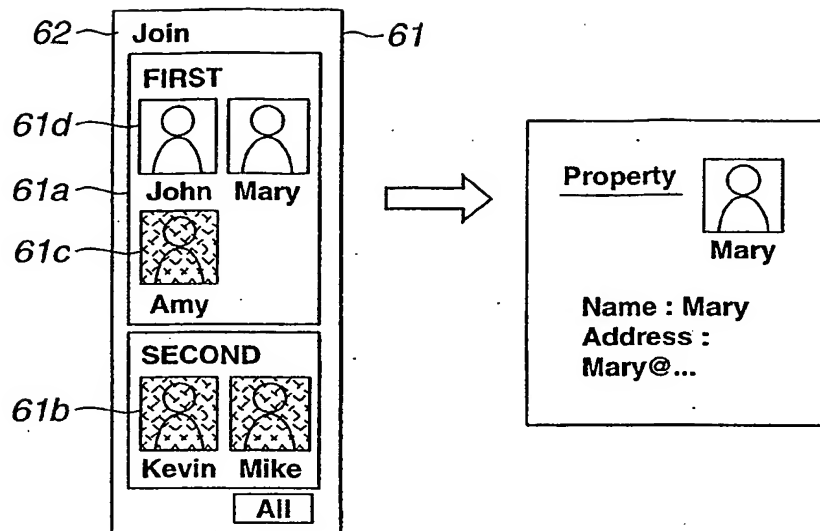 62
Join
61
FIRST
61d
John Mary
61a
61c
Amy
SECOND
61b
Kevin Mike
All
Property
Mary
Name : Mary
Address :
Mary@...